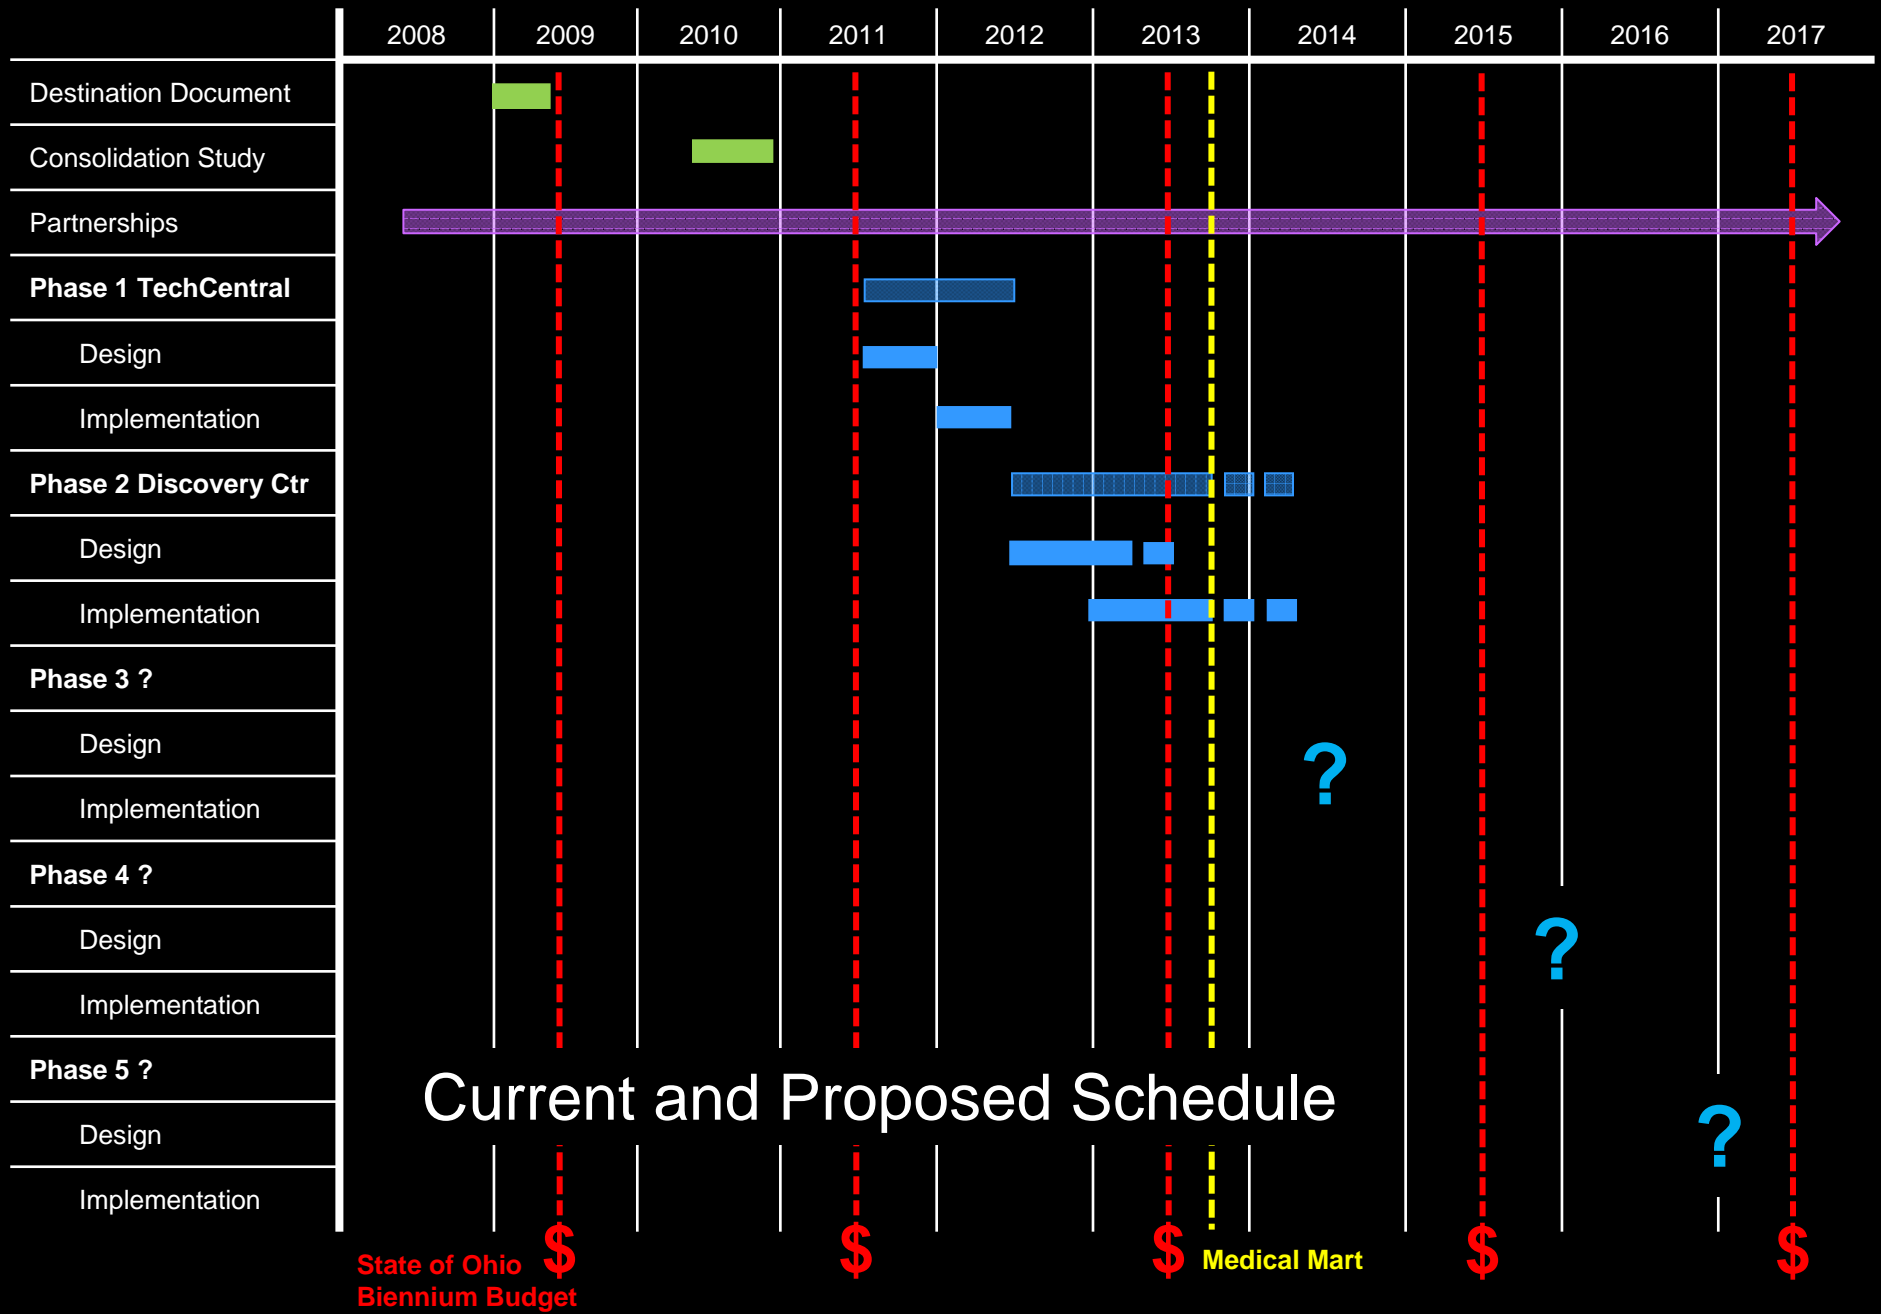 2008 2009 2010 2011 2012 2013 2014 2015 2016 2017
Destination Document
Consolidation Study
Partnerships
Phase 1 TechCentral
Design
Implementation
Phase 2 Discovery Ctr
Design
Implementation
Phase 3 ?
Design
?
Implementation
Phase 4 ?
Design
?
Implementation
Phase 5 ?
Current and Proposed Schedule
Design
?
Implementation
$ $ $ $ $
State of Ohio
Biennium Budget
Medical Mart